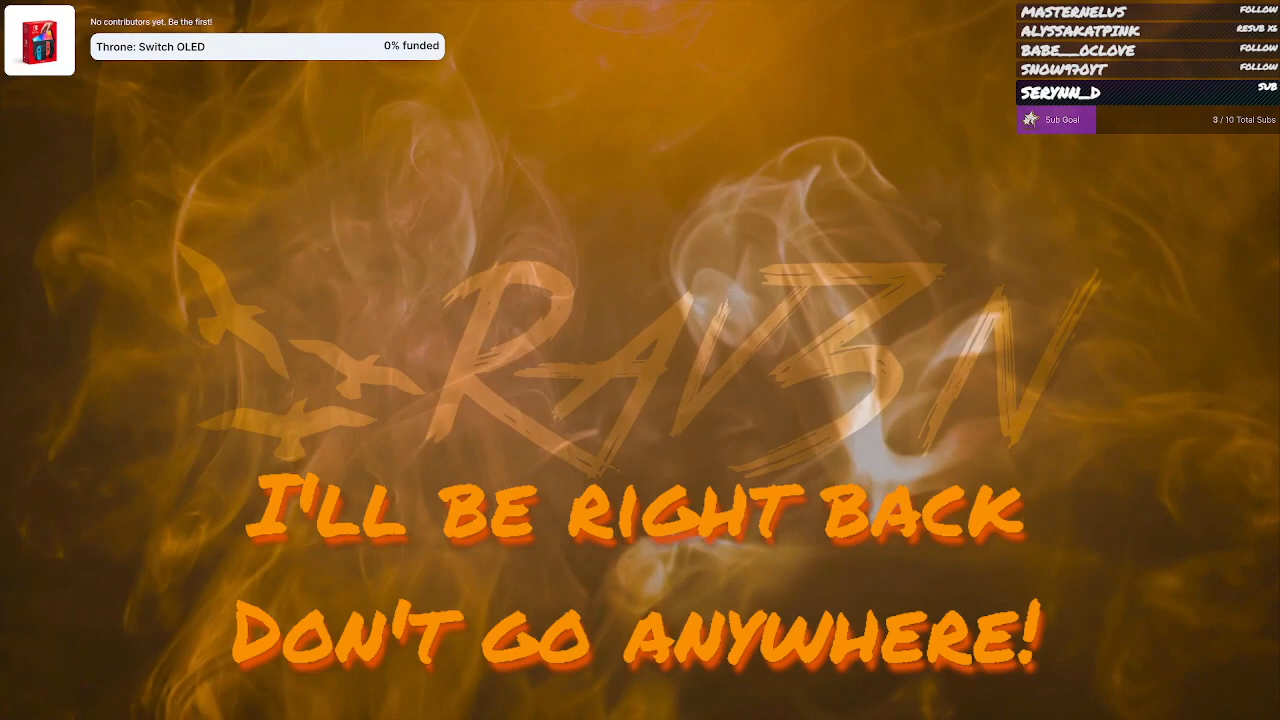 No contributors yet. Be the first!
Throne: Switch OLED 0% funded
MASTERNELUS FOLLOW
ALYSSAKATPINK RESUB X6
BABE__OCLOVE FOLLOW
SNOW970YT FOLLOW
SERYNN_D SUB
Sub Goal 3 / 10 Total Subs
RAV3N
I'LL BE RIGHT BACK
DON'T GO ANYWHERE!